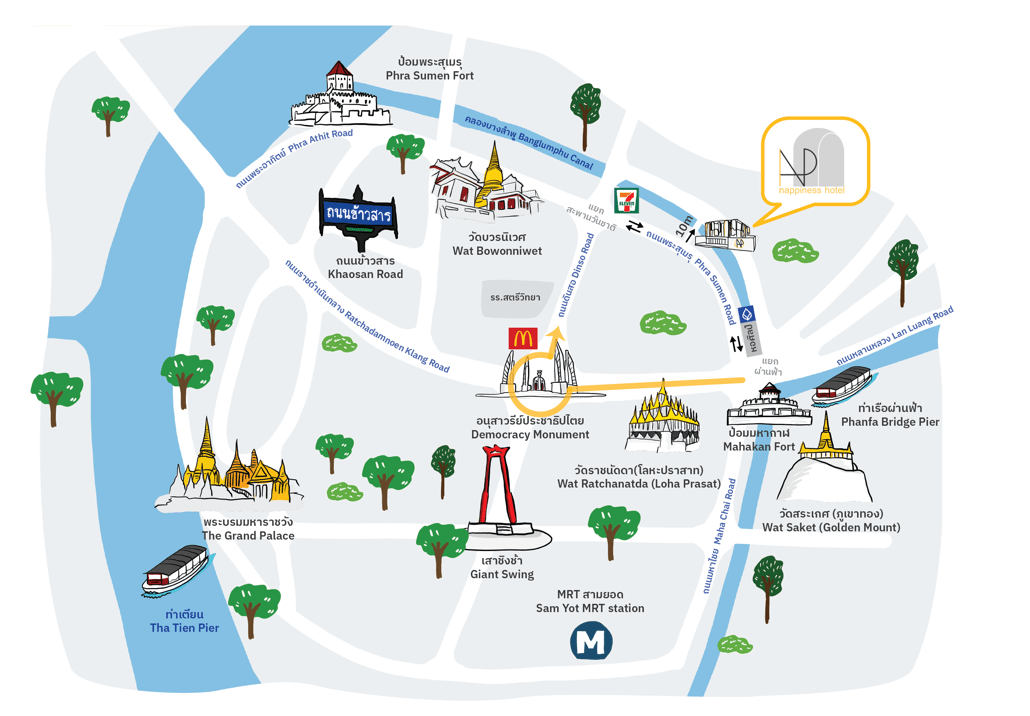 ป้อมพระสุเมรุ
Phra Sumen Fort
คลองบางลำพู Banglumphu Canal
ถนนพระอาทิตย์ Phra Athit Road
NP
nappiness hotel
7
ELEVEN
แยก
สะพานวันชาติ
10m
ถนนข้าวสาร
ถนนข้าวสาร
Khaosan Road
วัดบวรนิเวศ
Wat Bowonniwet
ถนนพระสุเมรุ Phra Sumen Road
ถนนดินสอ Dinso Road
รร.สตรีวิทยา
ถนนราชดำเนินกลาง Ratchadamnoen Klang Road
หอศิลป์
แยก
ผ่านฟ้า
ถนนหลานหลวง Lan Luang Road
อนุสาวรีย์ประชาธิปไตย
Democracy Monument
ท่าเรือผ่านฟ้า
Phanfa Bridge Pier
ป้อมมหากาฬ
Mahakan Fort
วัดราชนัดดา(โลหะปราสาท)
Wat Ratchanatda (Loha Prasat)
วัดสระเกศ (ภูเขาทอง)
Wat Saket (Golden Mount)
ถนนมหาไชย Maha Chai Road
พระบรมมหาราชวัง
The Grand Palace
เสาชิงช้า
Giant Swing
ท่าเตียน
Tha Tien Pier
MRT สามยอด
Sam Yot MRT station
M